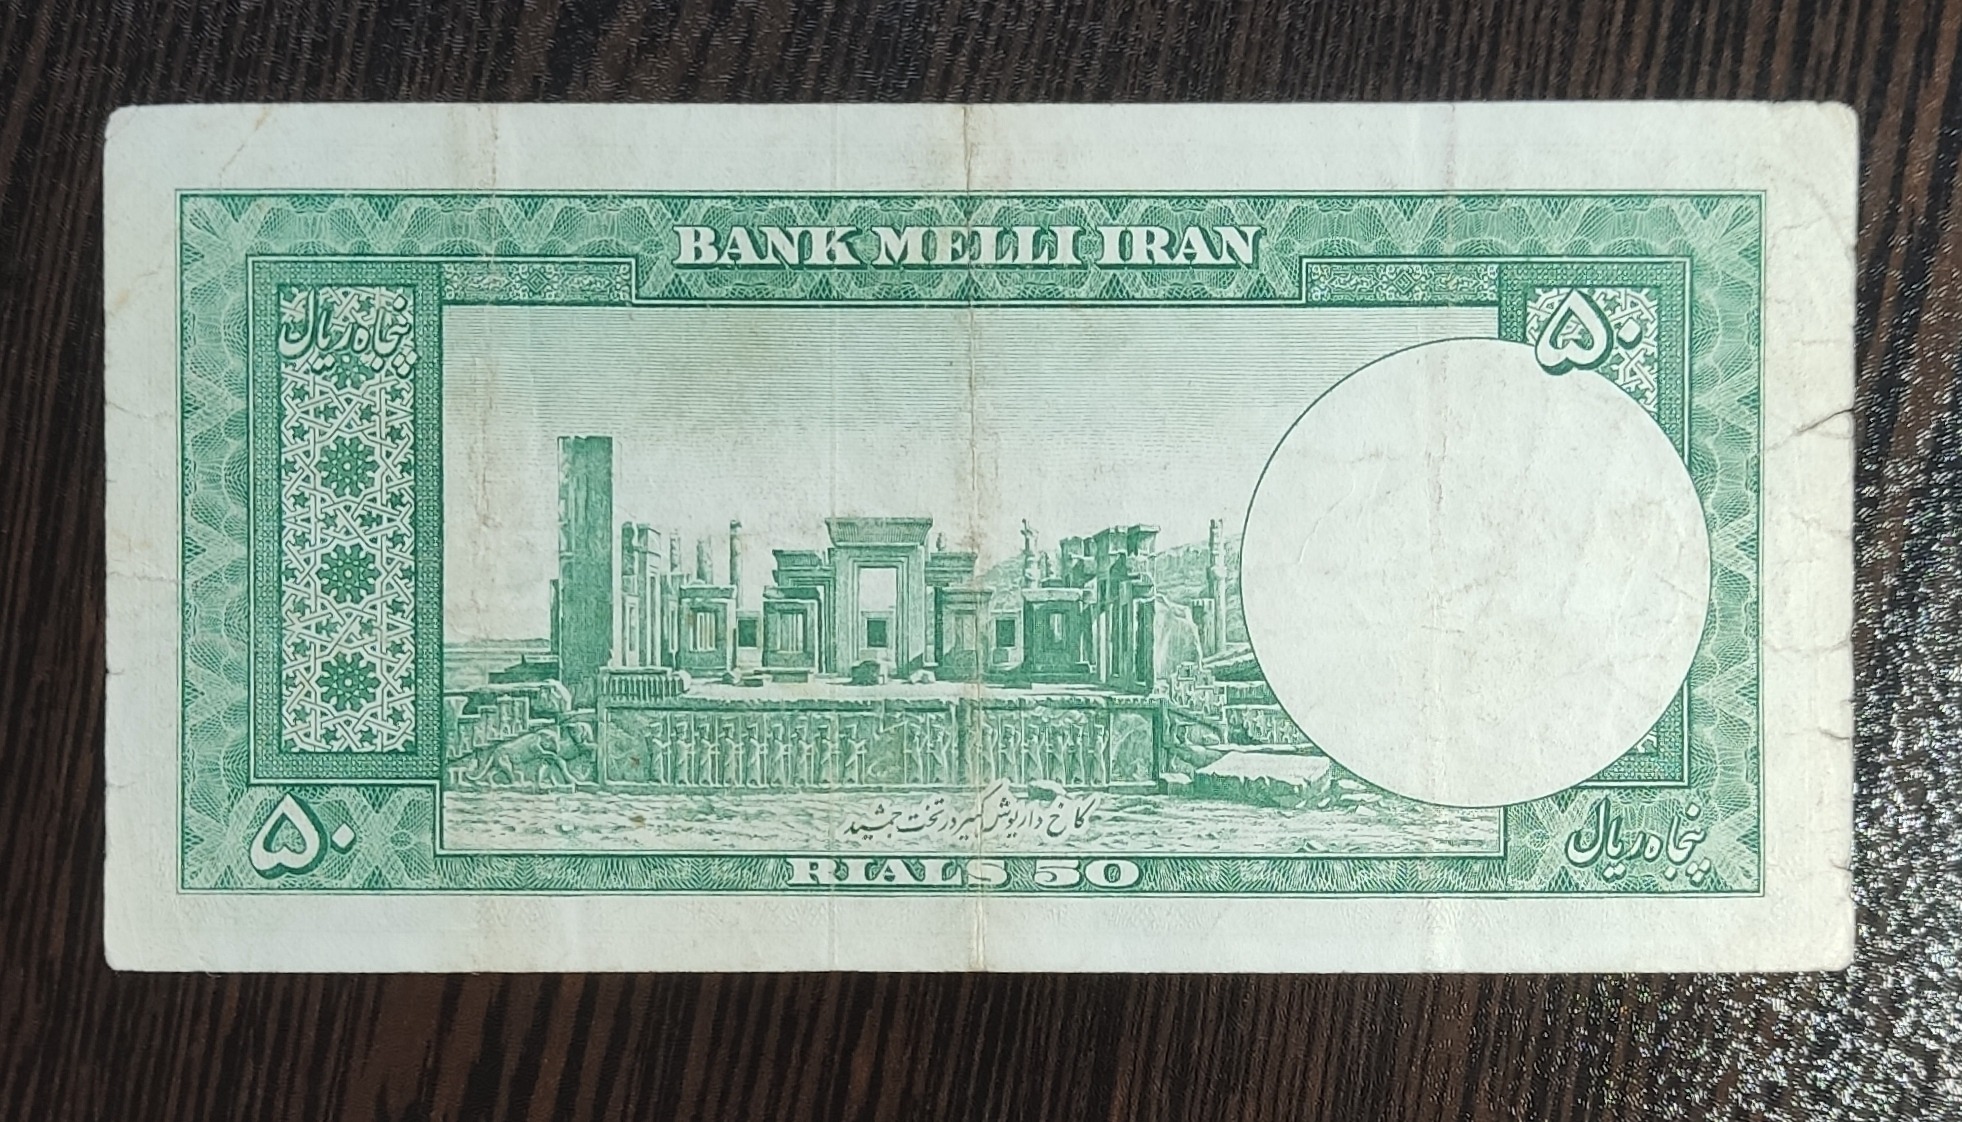 BANK MELLI IRAN
پنجاه ریال
۵۰
کاخ داریوش کبیر در تخت جمشید
۵۰
RIALS 50
پنجاه ریال